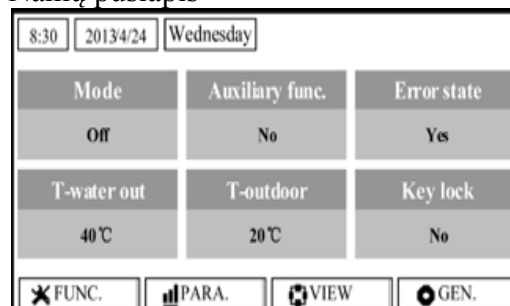 Namų puslapis
8:30 2013/4/24 Wednesday
Mode Auxiliary func. Error state
Off No Yes
T-water out T-outdoor Key lock
40℃ 20℃ No
FUNC. PARA. VIEW GEN.